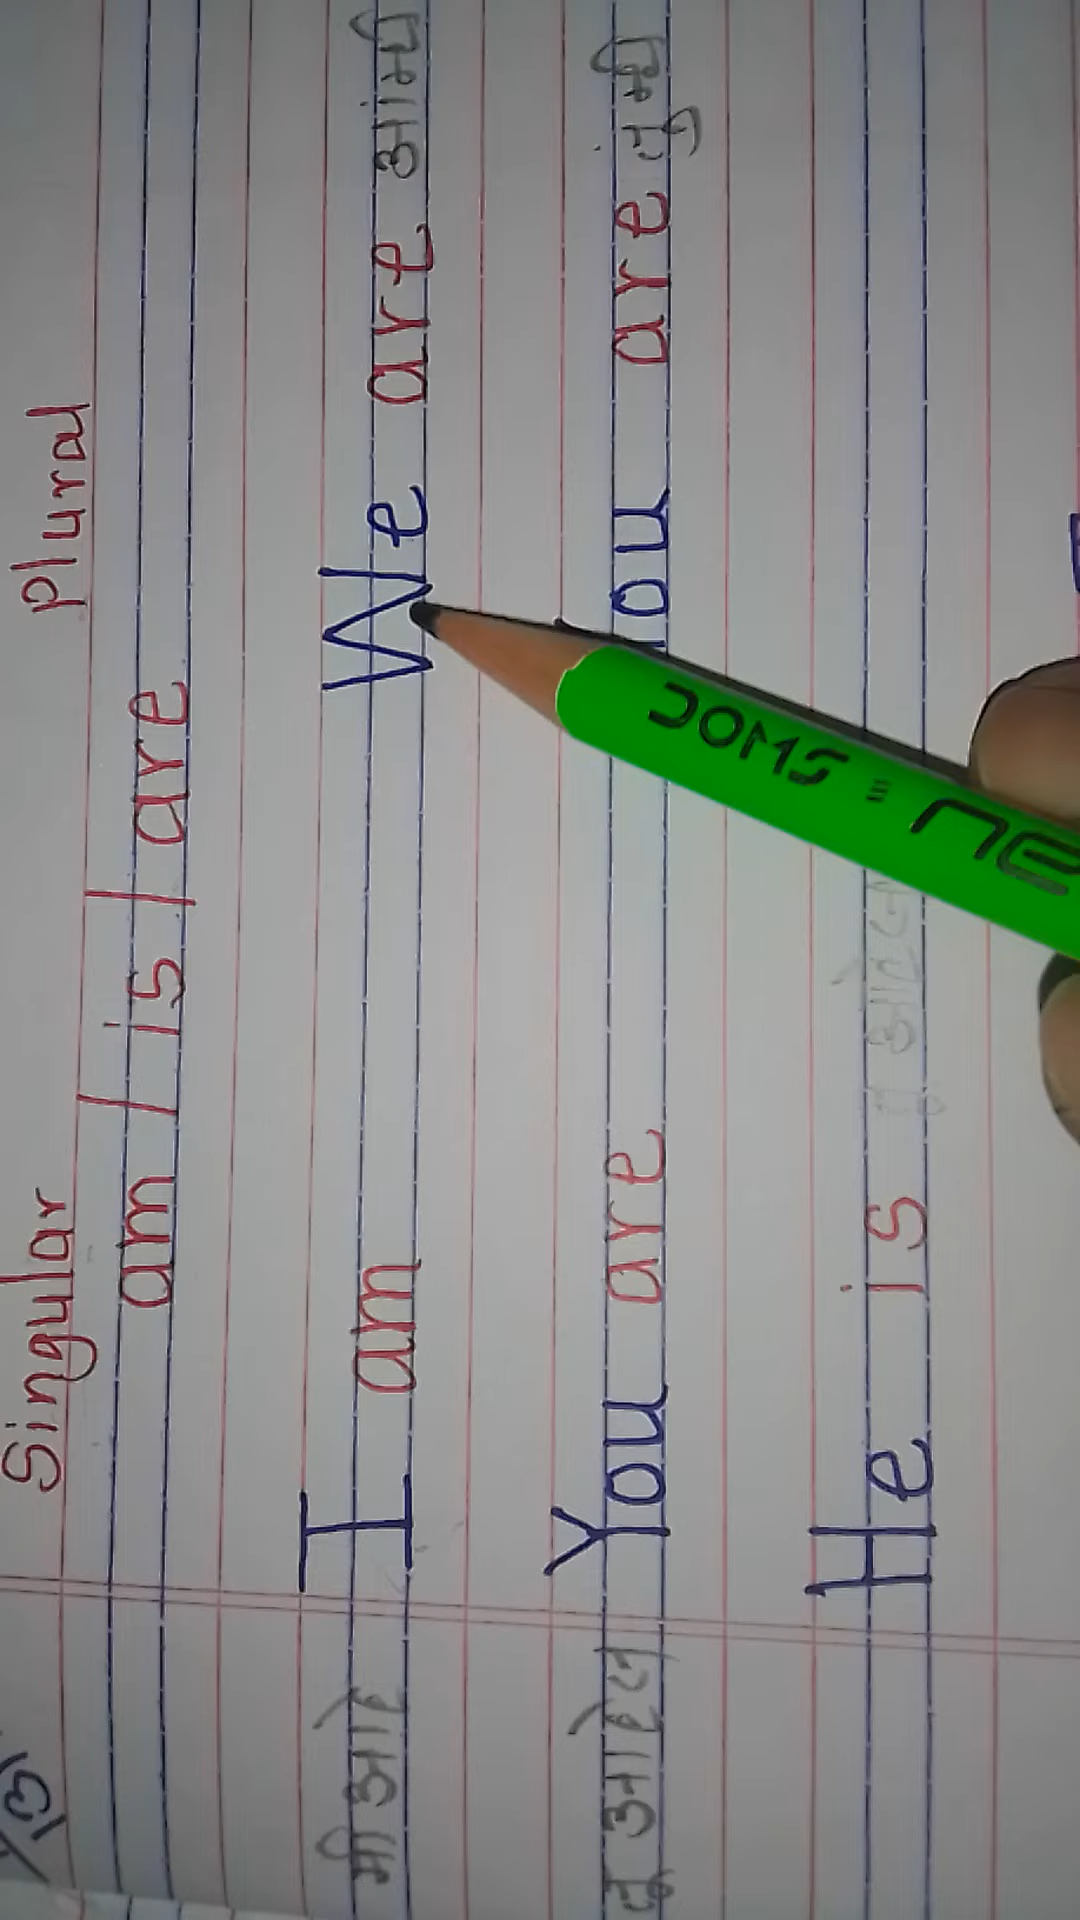 Singular Plural
am / is / are
मी आहे I am We are आम्ही
तू आहेस You are You are तुम्ही
He is
DOMS